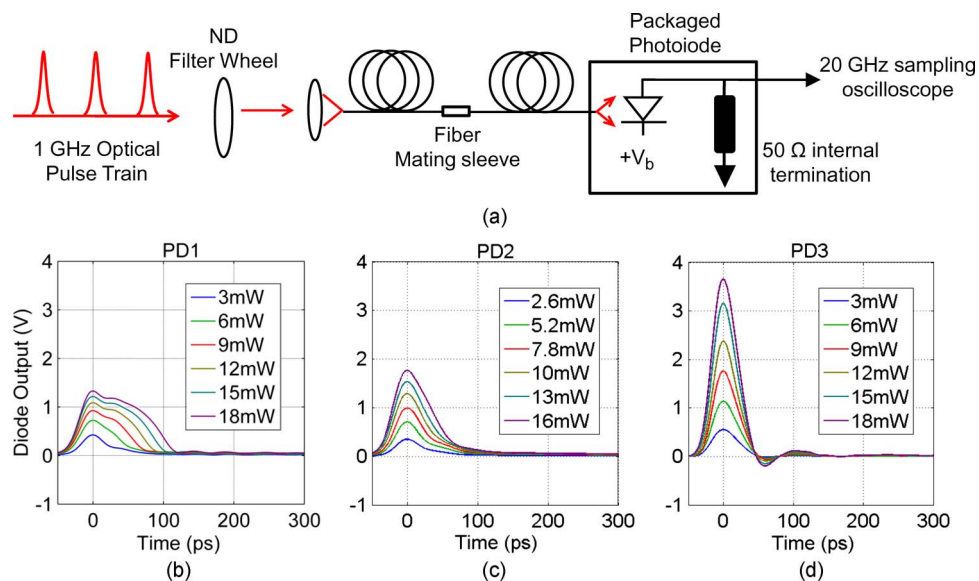 ND
Filter Wheel
1 GHz Optical
Pulse Train
Fiber
Mating sleeve
Packaged
Photoiode
+Vb
50 Ω internal
termination
20 GHz sampling
oscilloscope
(a)
PD1
Diode Output (V)
4
3
2
1
0
-1
3mW
6mW
9mW
12mW
15mW
18mW
0 100 200 300
Time (ps)
(b)
PD2
4
3
2
1
0
-1
2.6mW
5.2mW
7.8mW
10mW
13mW
16mW
0 100 200 300
Time (ps)
(c)
PD3
4
3
2
1
0
-1
3mW
6mW
9mW
12mW
15mW
18mW
0 100 200 300
Time (ps)
(d)